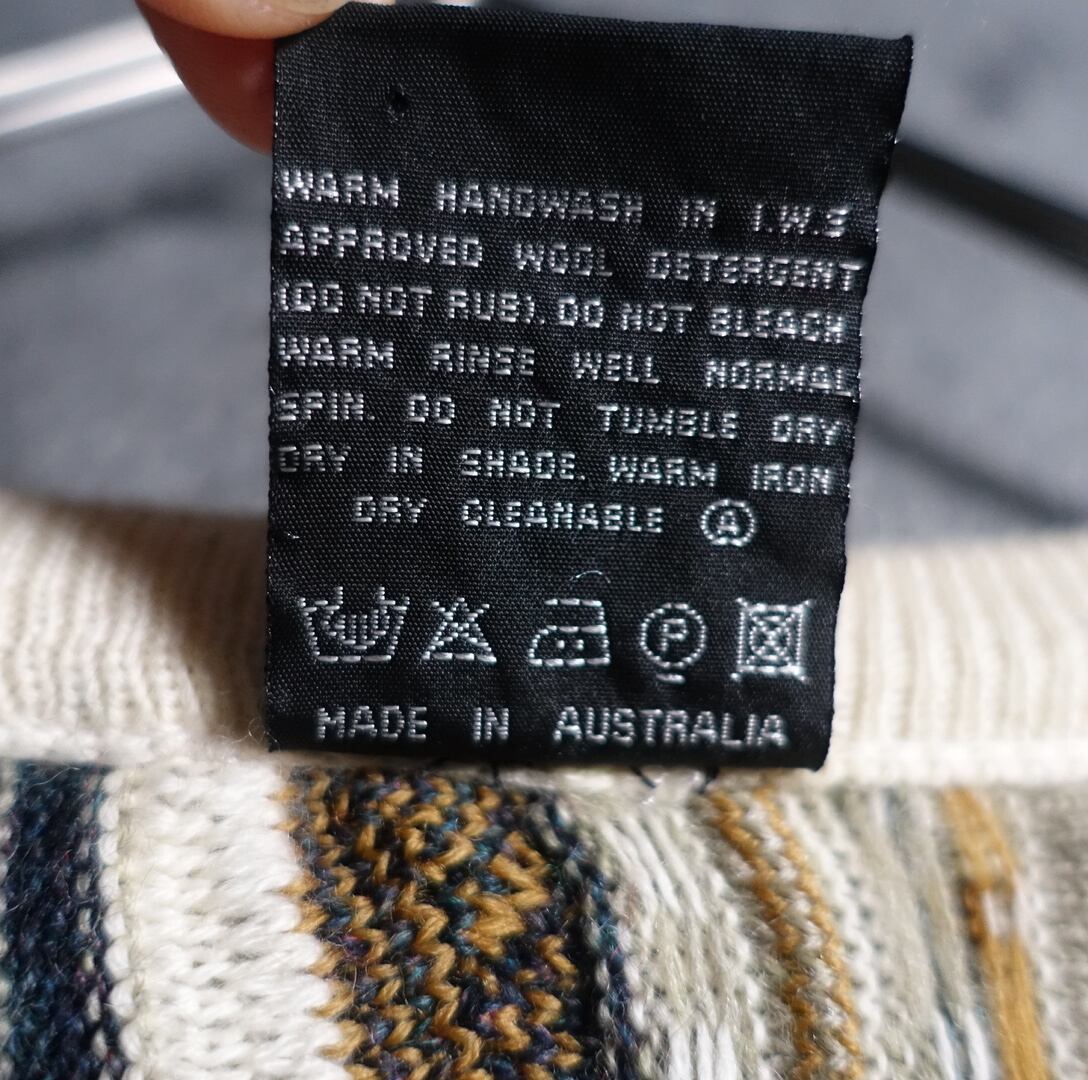 WARM HANDWASH IN I.W.S
APPROVED WOOL DETERGENT
(DO NOT RUB). DO NOT BLEACH
WARM RINSE WELL NORMAL
SPIN. DO NOT TUMBLE DRY
DRY IN SHADE. WARM IRON
DRY CLEANABLE Ⓐ
P
MADE IN AUSTRALIA